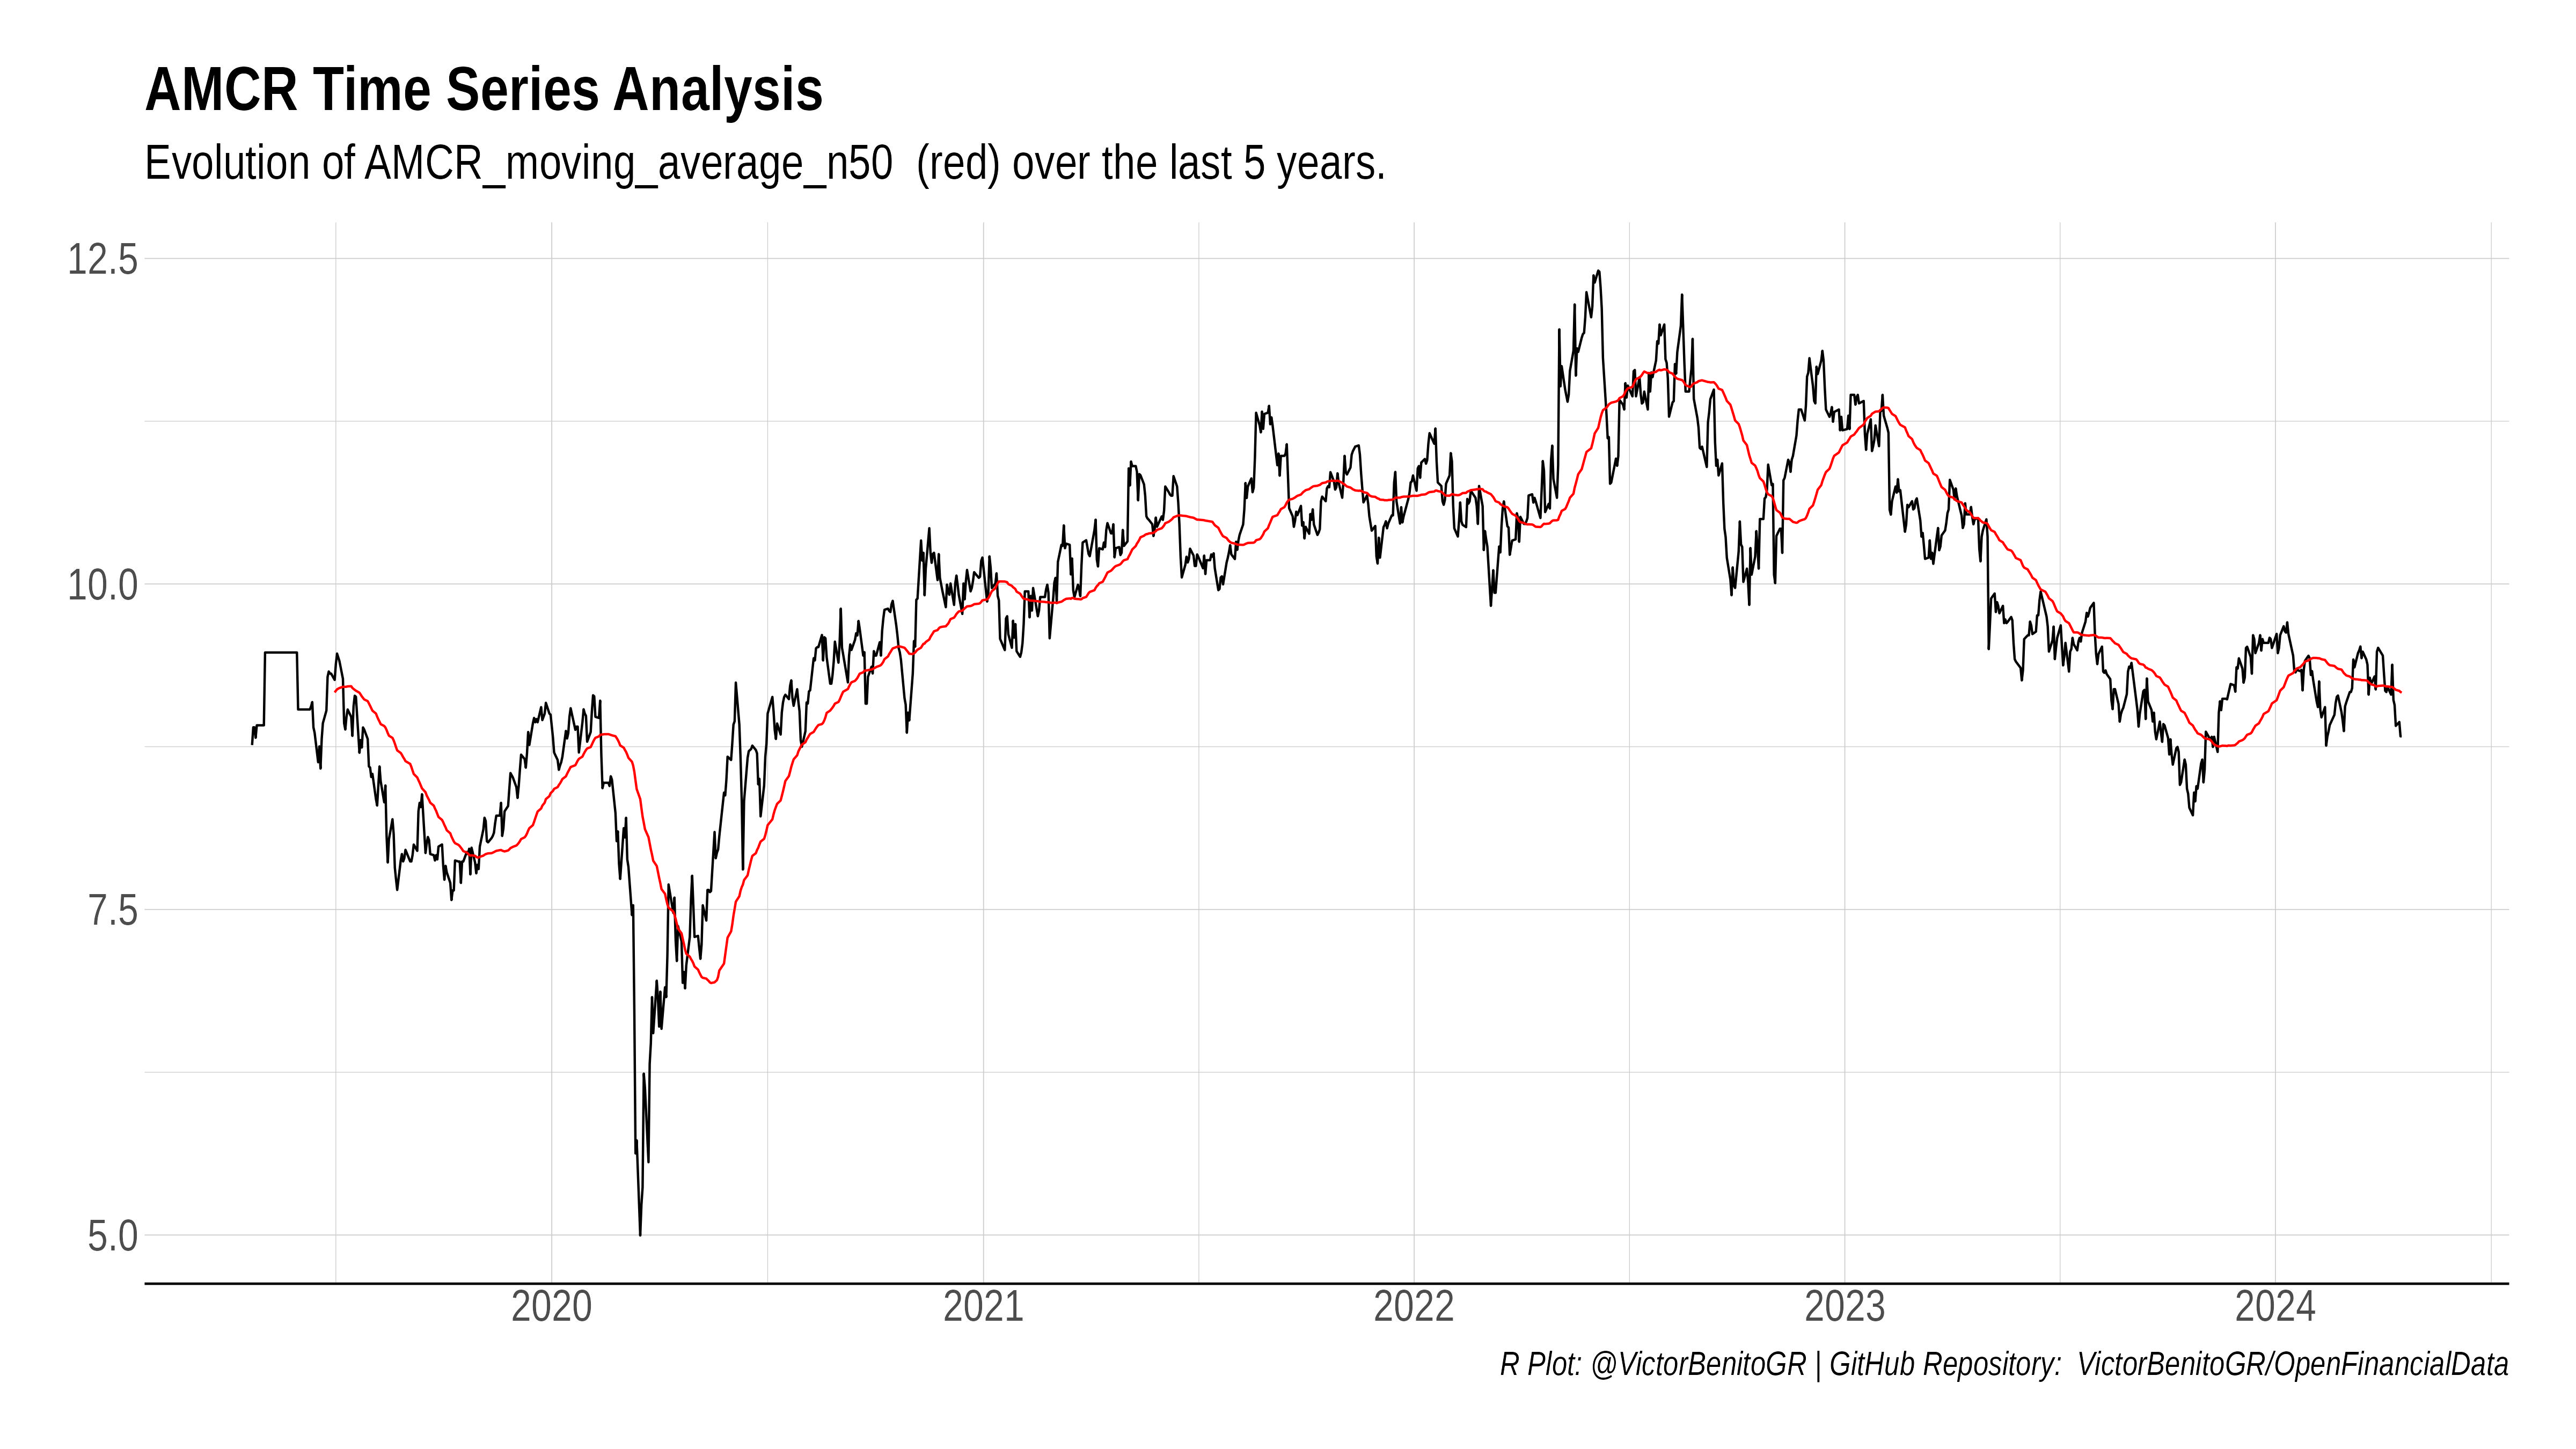 AMCR Time Series Analysis
Evolution of AMCR_moving_average_n50  (red) over the last 5 years.
12.5
10.0
7.5
5.0
2020 2021 2022 2023 2024
R Plot: @VictorBenitoGR | GitHub Repository:  VictorBenitoGR/OpenFinancialData